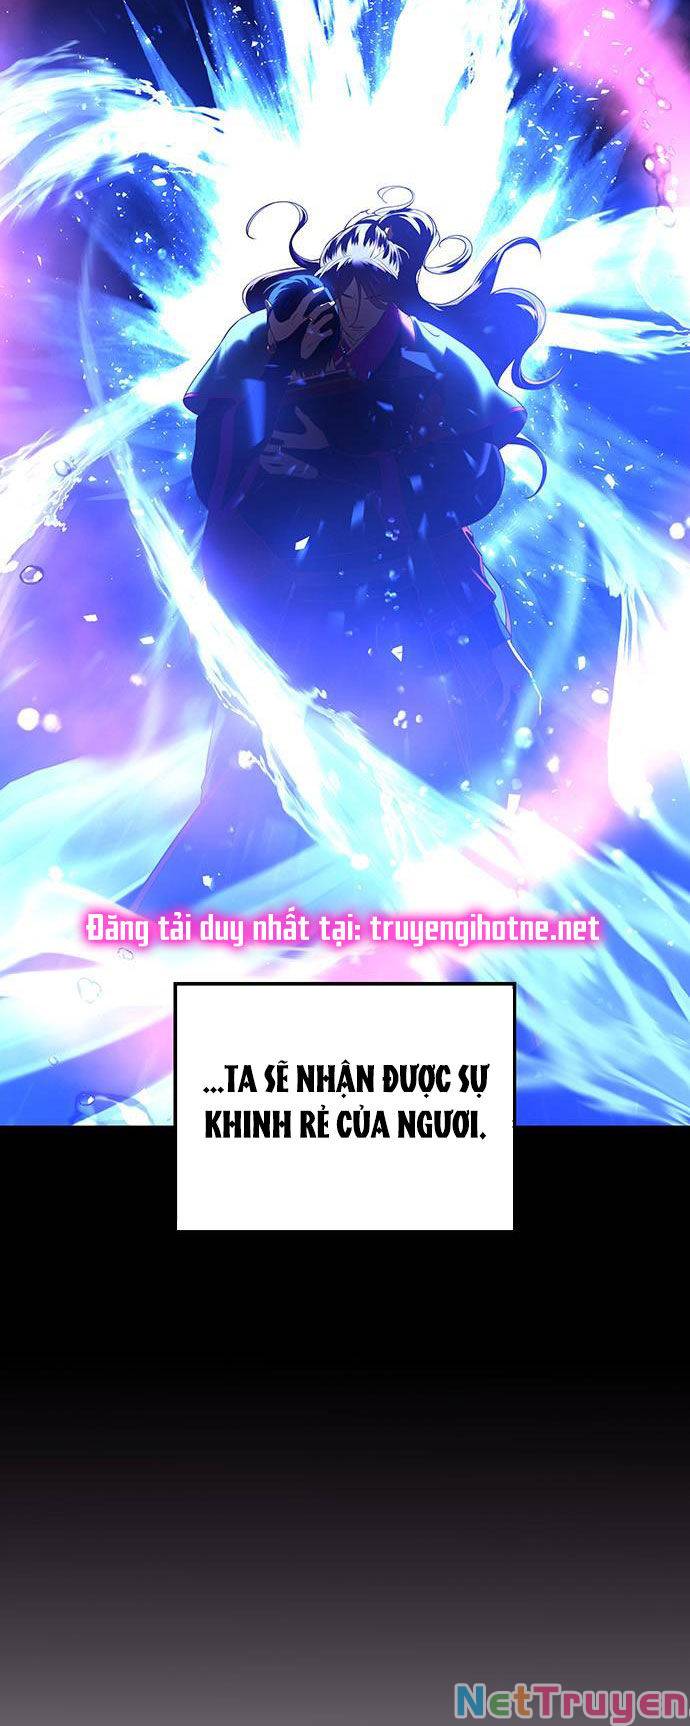 Đăng tải duy nhất tại: truyengihotne.net
...TA SẼ NHẬN ĐƯỢC SỰ
KHINH RẺ CỦA NGƯƠI.
NetTruyen